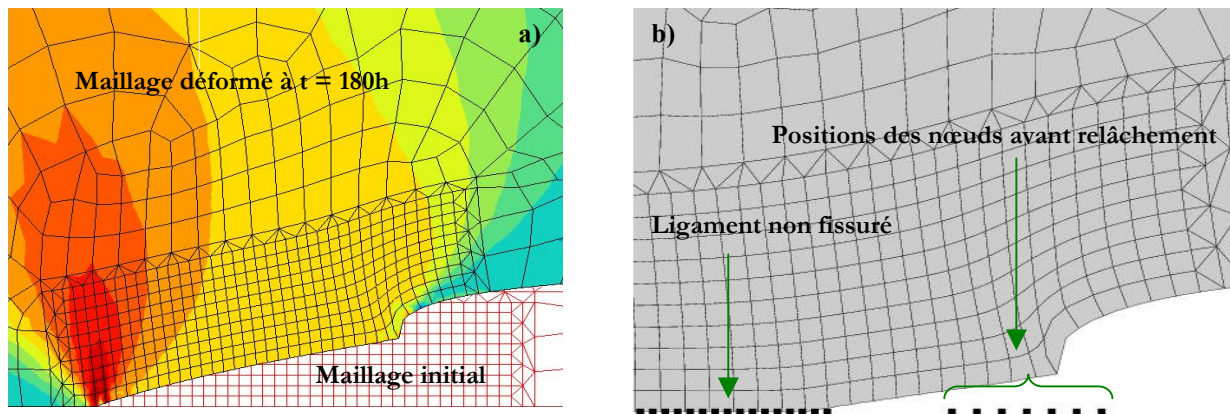 a)
Maillage déformé à t = 180h
Maillage initial
b)
Positions des nœuds avant relâchement
Ligament non fissuré